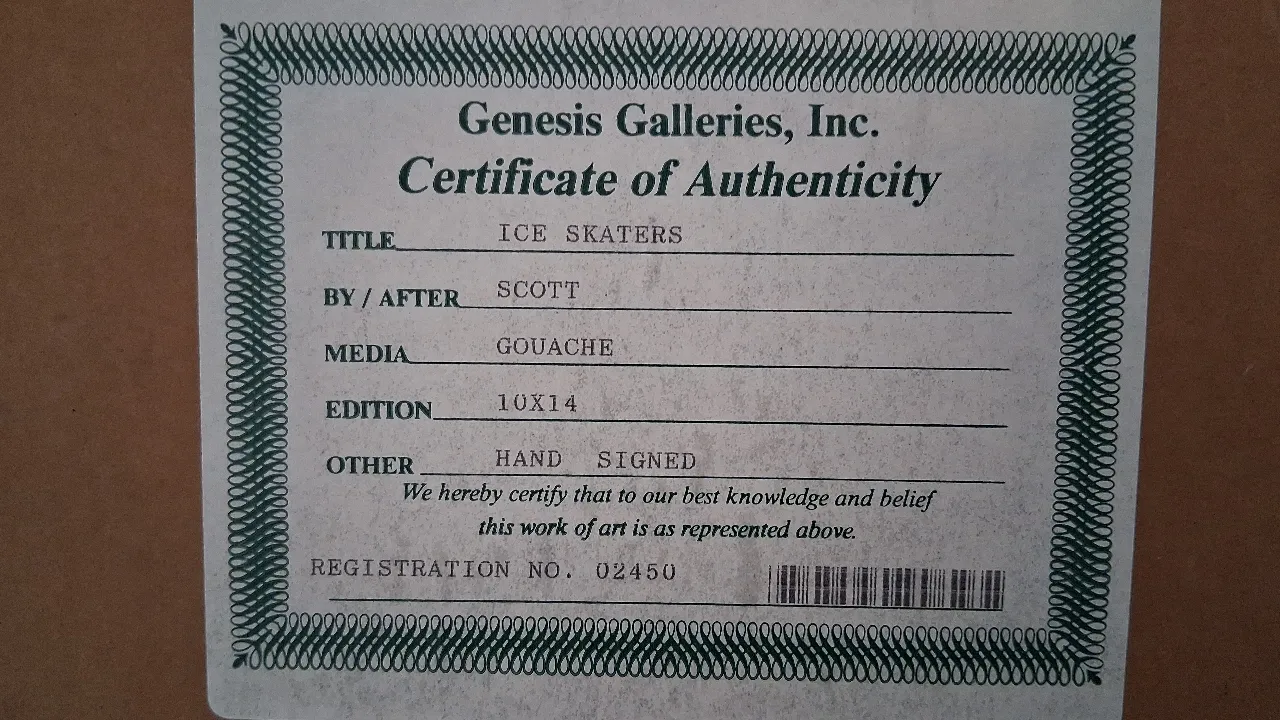 Genesis Galleries, Inc.
Certificate of Authenticity
TITLE ICE SKATERS
BY / AFTER SCOTT
MEDIA GOUACHE
EDITION 10X14
OTHER HAND SIGNED
We hereby certify that to our best knowledge and belief
this work of art is as represented above.
REGISTRATION NO. 02450